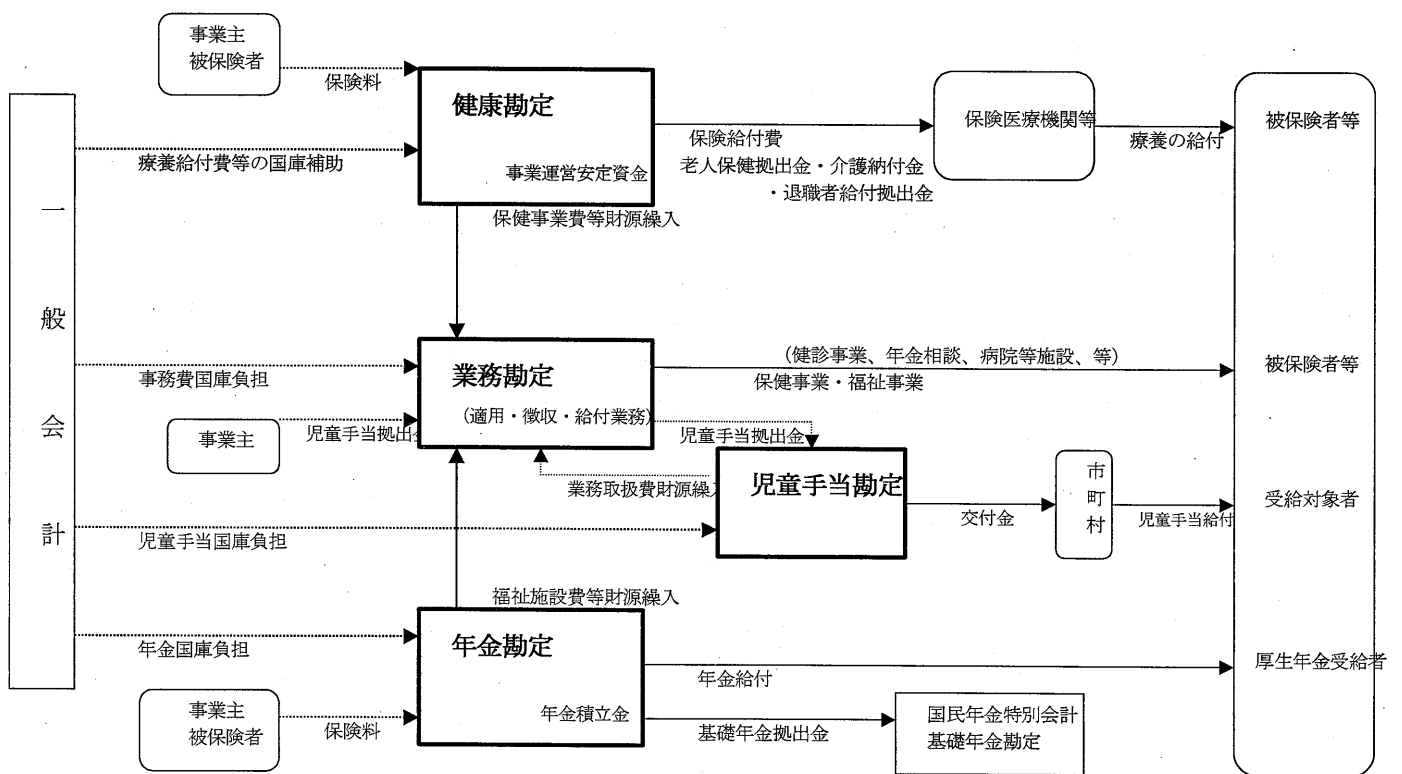 事業主
被保険者
保険料
一般会計
療養給付費等の国庫補助
健康勘定
事業運営安定資金
保険給付費
老人保健拠出金・介護納付金
・退職者給付拠出金
保険医療機関等
療養の給付
被保険者等
保健事業費等財源繰入
事務費国庫負担
業務勘定
(適用・徴収・給付業務)
(健診事業、年金相談、病院等施設、等)
保健事業・福祉事業
被保険者等
事業主
児童手当拠出金
児童手当拠出金
業務取扱費財源繰入
児童手当勘定
交付金
市町村
児童手当給付
受給対象者
児童手当国庫負担
福祉施設費等財源繰入
年金国庫負担
年金勘定
年金積立金
年金給付
厚生年金受給者
事業主
被保険者
保険料
基礎年金拠出金
国民年金特別会計
基礎年金勘定